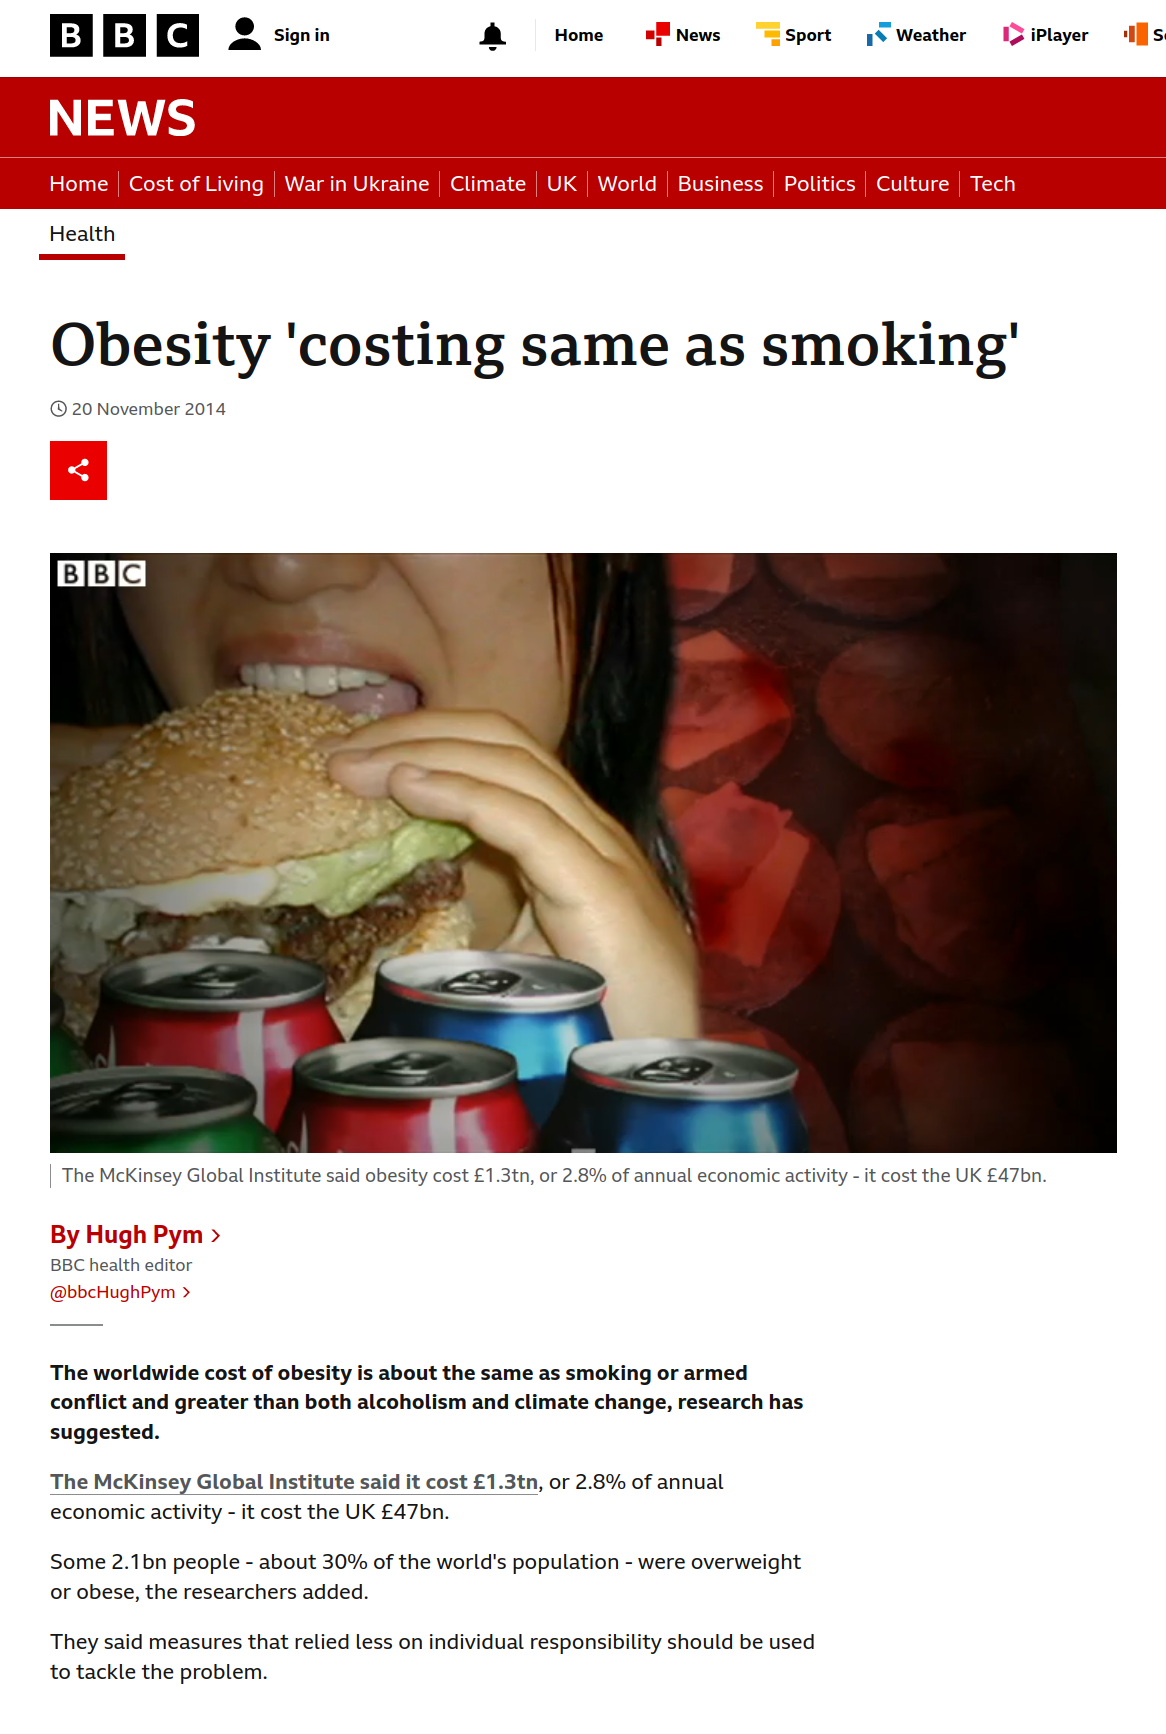 BBC
Sign in
Home
News
Sport
Weather
iPlayer
NEWS
Home
Cost of Living
War in Ukraine
Climate
UK
World
Business
Politics
Culture
Tech
Health
Obesity 'costing same as smoking'
20 November 2014
BBC
The McKinsey Global Institute said obesity cost £1.3tn, or 2.8% of annual economic activity - it cost the UK £47bn.
By Hugh Pym
BBC health editor
@bbcHughPym
The worldwide cost of obesity is about the same as smoking or armed
conflict and greater than both alcoholism and climate change, research has
suggested.
The McKinsey Global Institute said it cost £1.3tn, or 2.8% of annual
economic activity - it cost the UK £47bn.
Some 2.1bn people - about 30% of the world's population - were overweight
or obese, the researchers added.
They said measures that relied less on individual responsibility should be used
to tackle the problem.